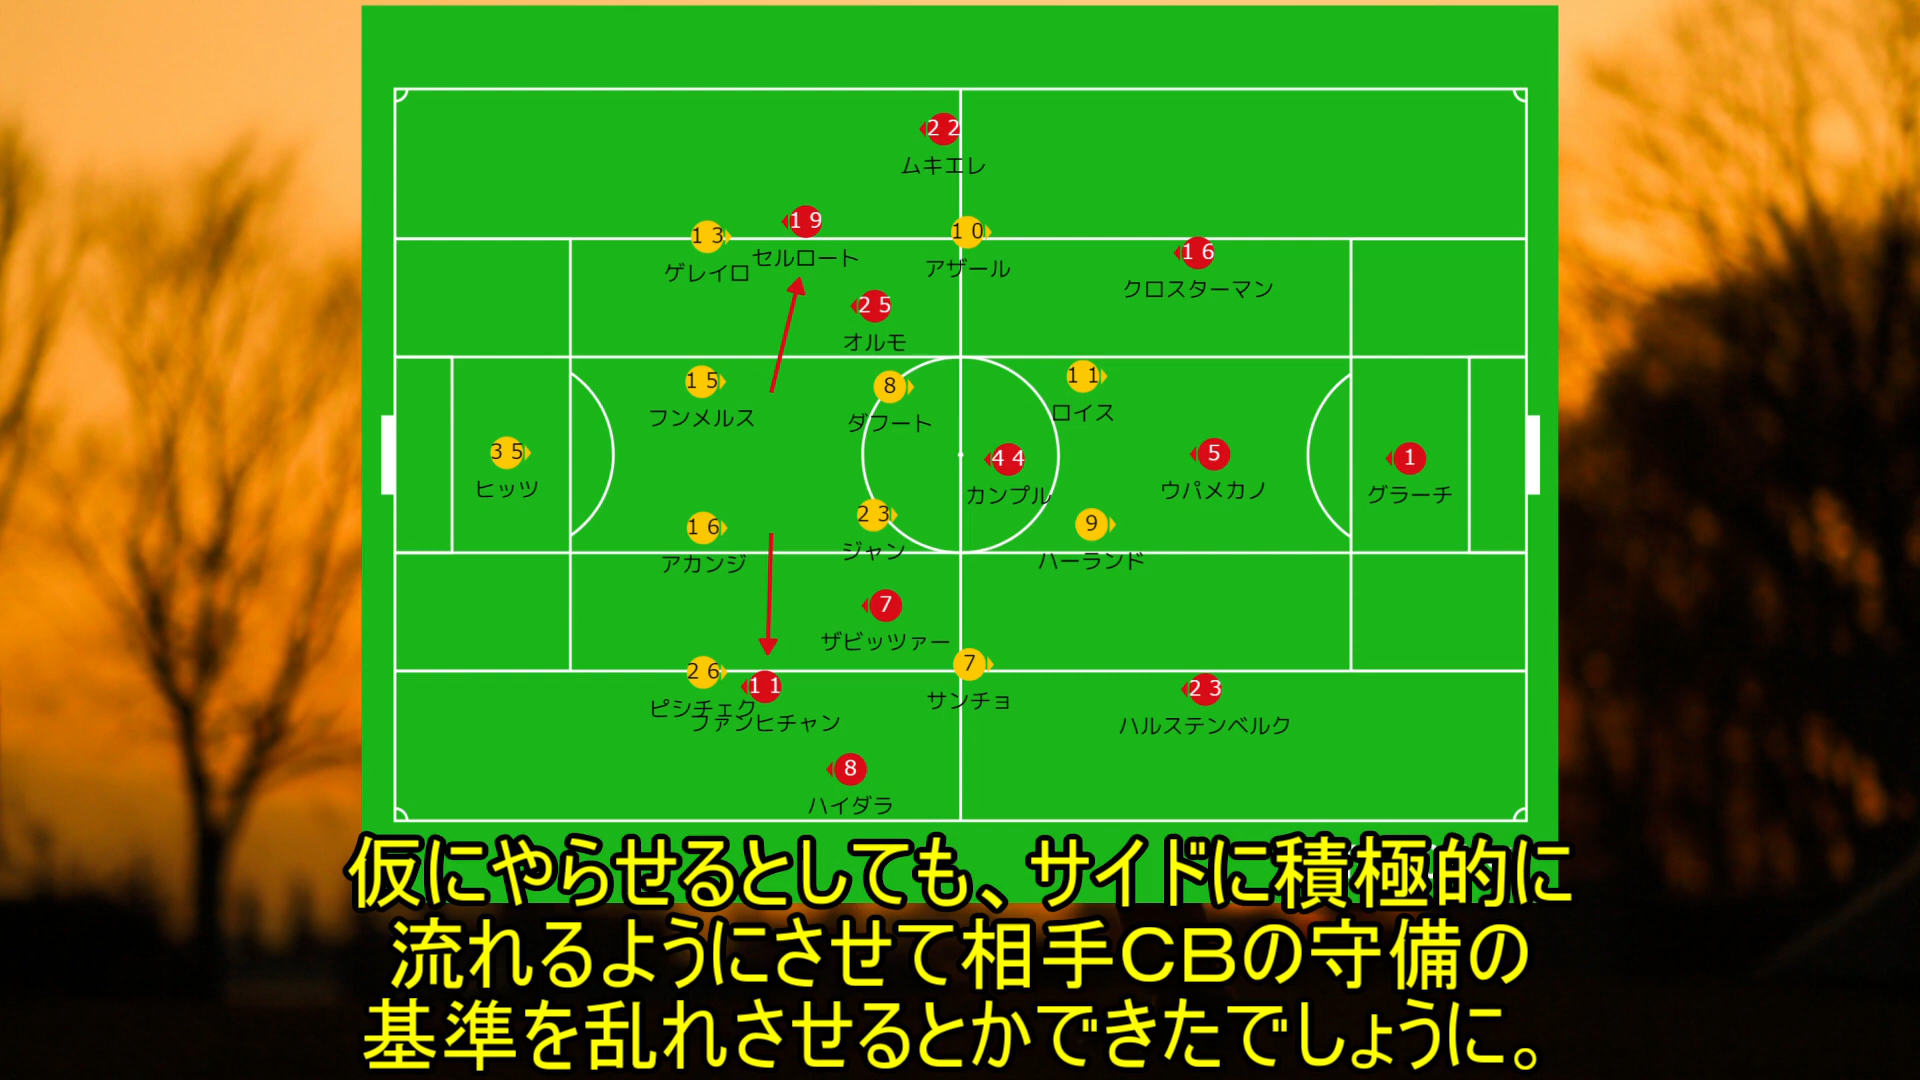 22
ムキエレ
19
セルロート
13
ゲレイロ
10
アザール
16
クロスターマン
25
オルモ
15
フンメルス
8
ダフート
11
ロイス
35
ヒッツ
44
カンプル
5
ウパメカノ
1
グラーチ
16
アカンジ
23
ジャン
9
ハーランド
7
ザビッツァー
26
ピシチェク
11
ファンヒチャン
7
サンチョ
23
ハルステンベルク
8
ハイダラ
仮にやらせるとしても、サイドに積極的に
流れるようにさせて相手ＣＢの守備の
基準を乱れさせるとかできたでしょうに。